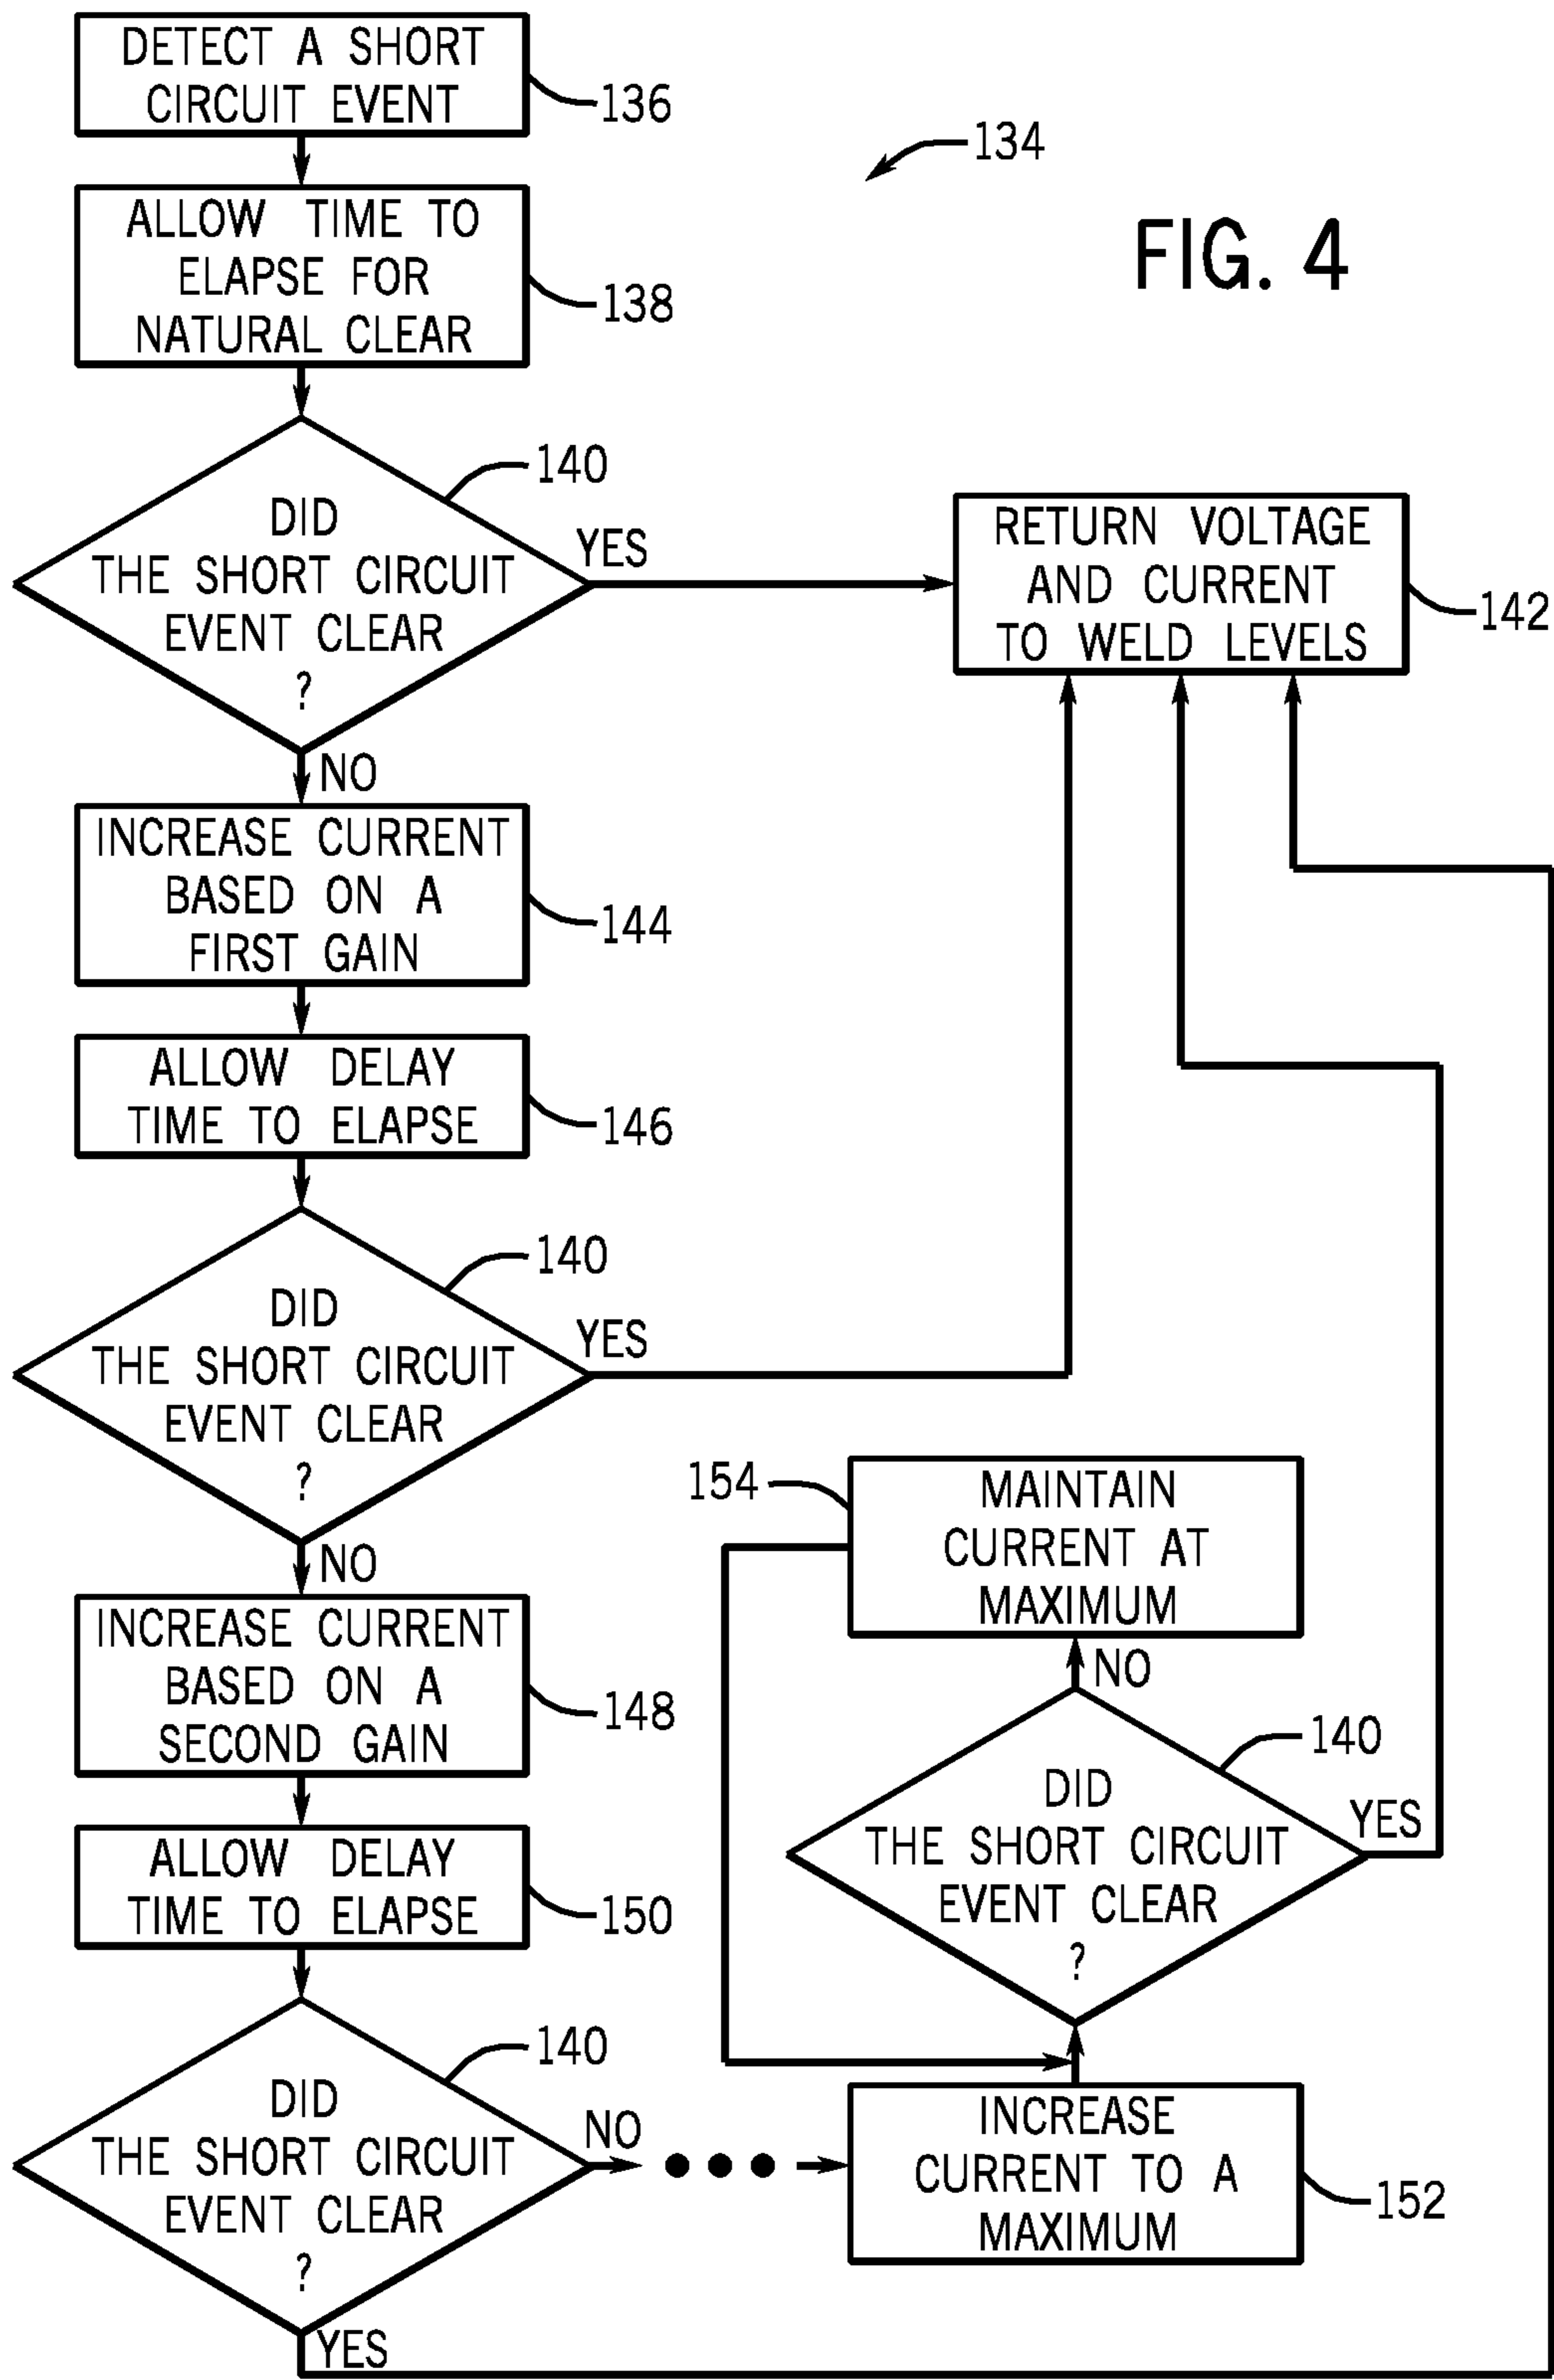 DETECT A SHORT
CIRCUIT EVENT
136
134
FIG. 4
ALLOW TIME TO
ELAPSE FOR
NATURAL CLEAR
138
140
DID
THE SHORT CIRCUIT
EVENT CLEAR
?
YES
RETURN VOLTAGE
AND CURRENT
TO WELD LEVELS
142
NO
INCREASE CURRENT
BASED ON A
FIRST GAIN
144
ALLOW DELAY
TIME TO ELAPSE
146
140
DID
THE SHORT CIRCUIT
EVENT CLEAR
?
YES
NO
INCREASE CURRENT
BASED ON A
SECOND GAIN
148
ALLOW DELAY
TIME TO ELAPSE
150
140
DID
THE SHORT CIRCUIT
EVENT CLEAR
?
NO
YES
154
MAINTAIN
CURRENT AT
MAXIMUM
NO
140
DID
THE SHORT CIRCUIT
EVENT CLEAR
?
YES
INCREASE
CURRENT TO A
MAXIMUM
152